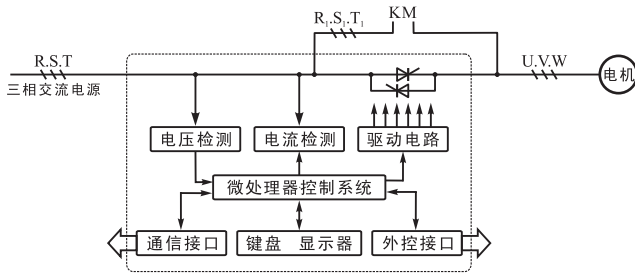 R₁.S₁.T₁ KM
R.S.T
U.V.W
三相交流电源
电机
电压检测
电流检测
驱动电路
微处理器控制系统
通信接口
键盘 显示器
外控接口